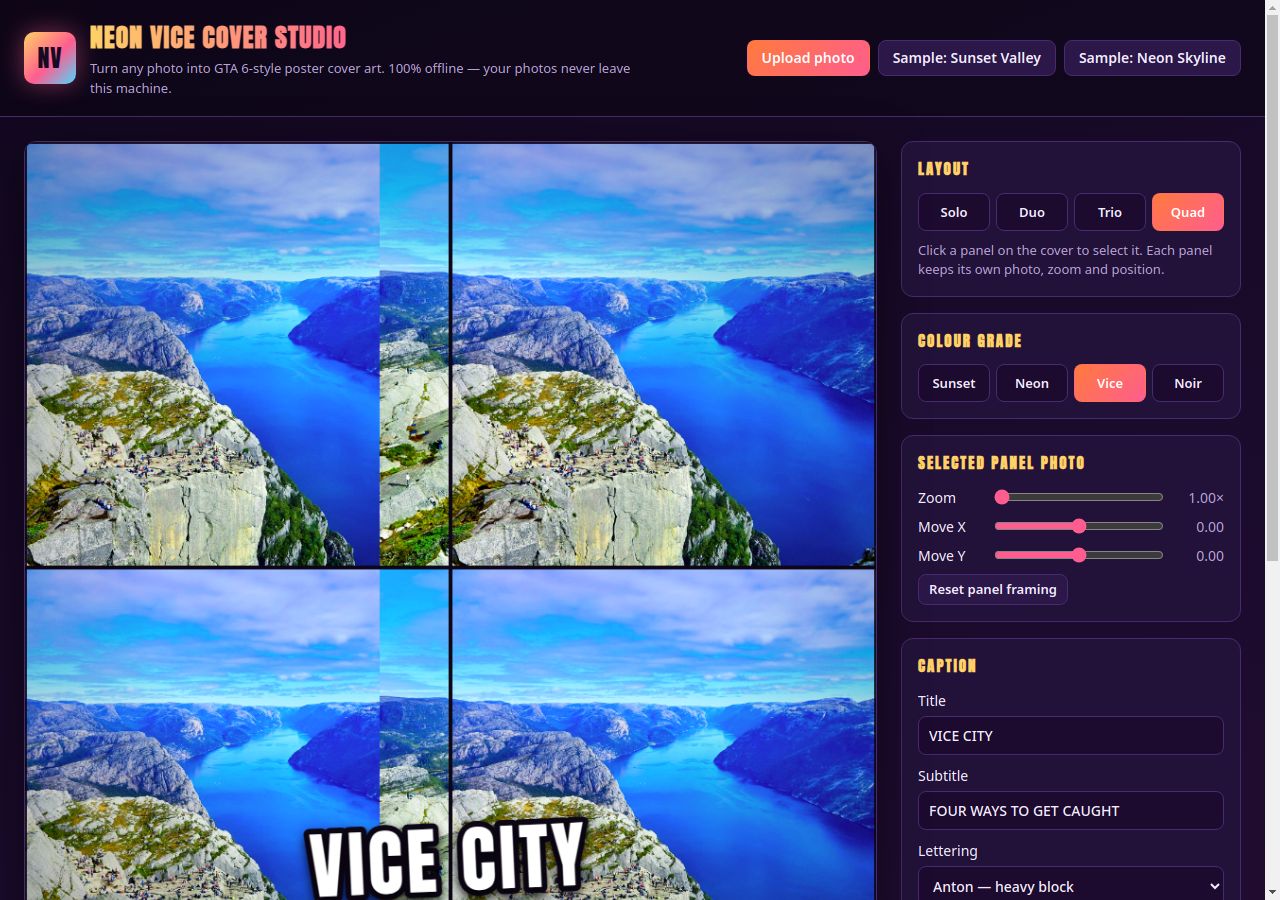 NV
NEON VICE COVER STUDIO
Turn any photo into GTA 6-style poster cover art. 100% offline — your photos never leave
this machine.
Upload photo
Sample: Sunset Valley
Sample: Neon Skyline
LAYOUT
Solo
Duo
Trio
Quad
Click a panel on the cover to select it. Each panel
keeps its own photo, zoom and position.
COLOUR GRADE
Sunset
Neon
Vice
Noir
SELECTED PANEL PHOTO
Zoom 1.00×
Move X 0.00
Move Y 0.00
Reset panel framing
CAPTION
Title
VICE CITY
Subtitle
FOUR WAYS TO GET CAUGHT
Lettering
Anton — heavy block
VICE CITY